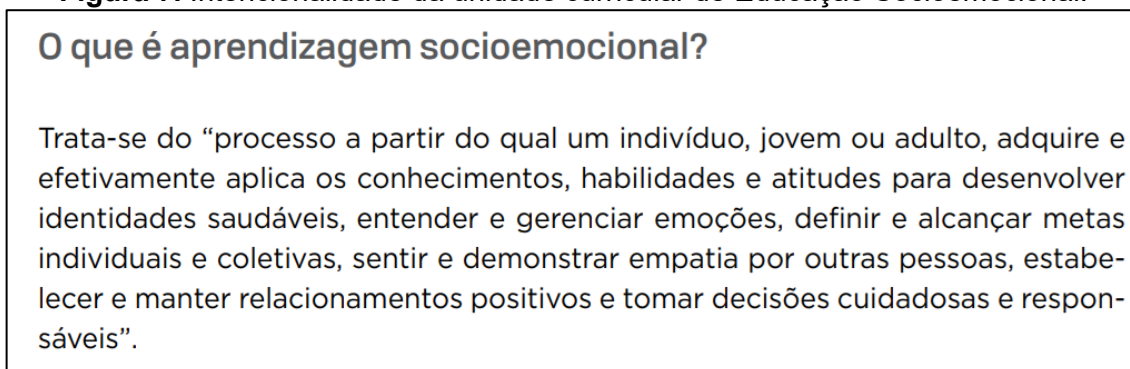 O que é aprendizagem socioemocional?
Trata-se do “processo a partir do qual um indivíduo, jovem ou adulto, adquire e
efetivamente aplica os conhecimentos, habilidades e atitudes para desenvolver
identidades saudáveis, entender e gerenciar emoções, definir e alcançar metas
individuais e coletivas, sentir e demonstrar empatia por outras pessoas, estabe-
lecer e manter relacionamentos positivos e tomar decisões cuidadosas e respon-
sáveis”.